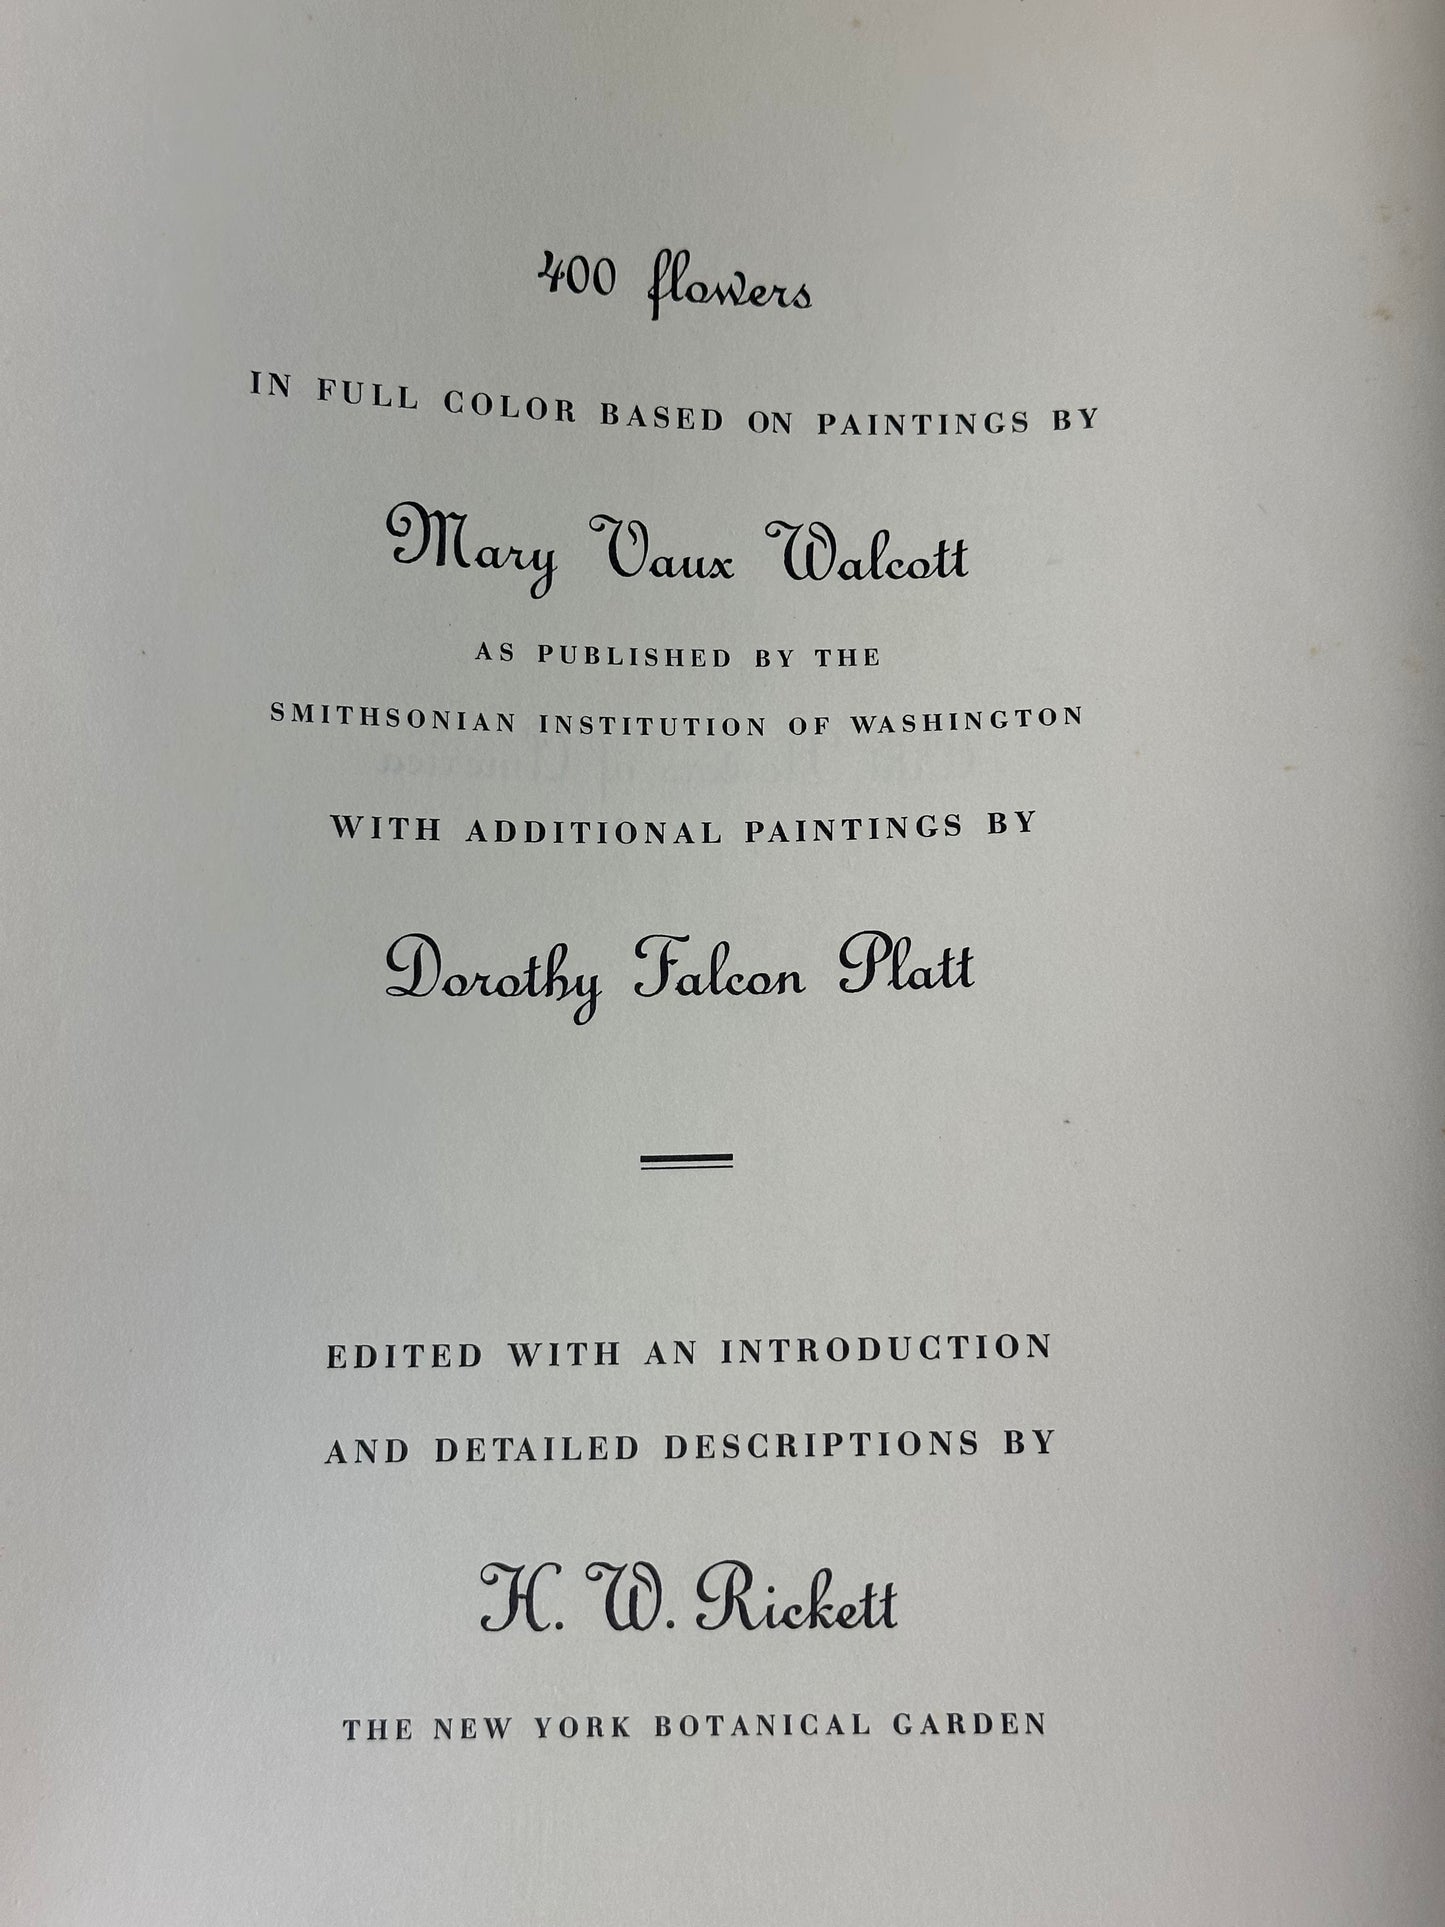 400 flowers
IN FULL COLOR BASED ON PAINTINGS BY
Mary Vaux Walcott
AS PUBLISHED BY THE
SMITHSONIAN INSTITUTION OF WASHINGTON
WITH ADDITIONAL PAINTINGS BY
Dorothy Falcon Platt
EDITED WITH AN INTRODUCTION
AND DETAILED DESCRIPTIONS BY
H. W. Rickett
THE NEW YORK BOTANICAL GARDEN